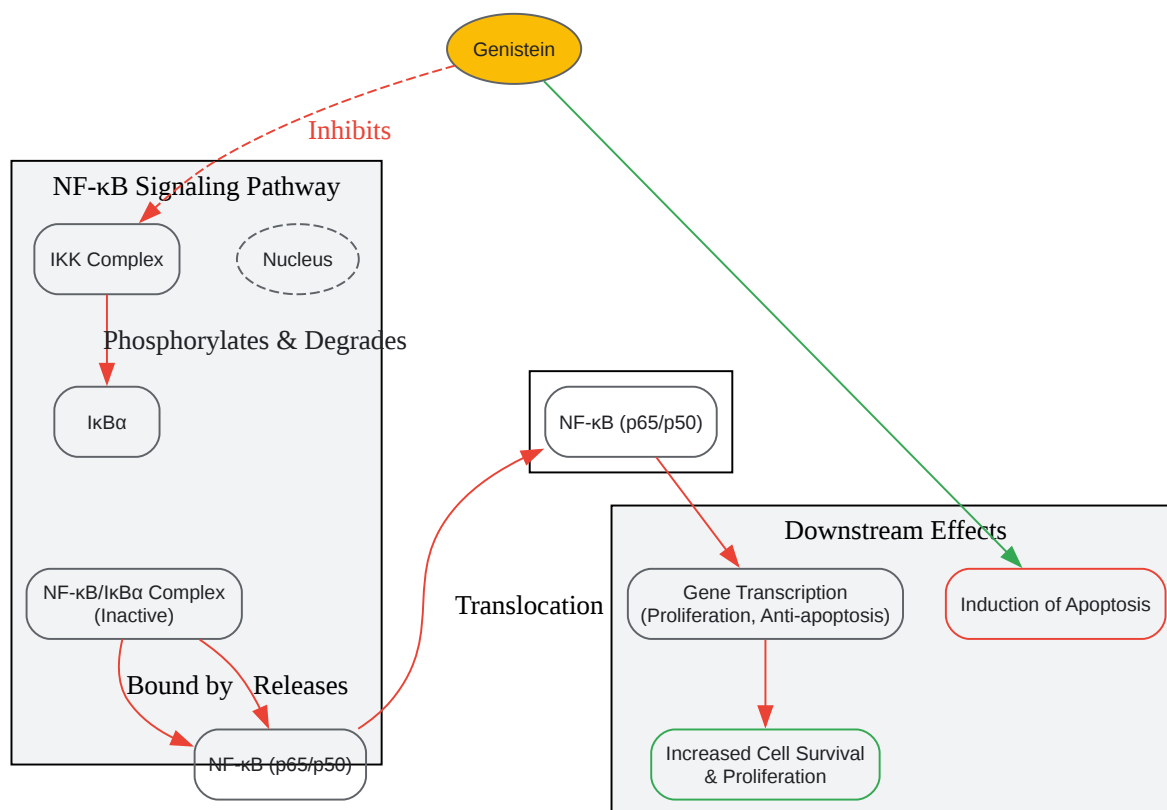 Genistein
Inhibits
NF-κB Signaling Pathway
IKK Complex
Nucleus
Phosphorylates & Degrades
IκBα
NF-κB (p65/p50)
Downstream Effects
NF-κB/IκBα Complex
(Inactive)
Translocation
Gene Transcription
(Proliferation, Anti-apoptosis)
Induction of Apoptosis
Bound by
Releases
NF-κB (p65/p50)
Increased Cell Survival
& Proliferation